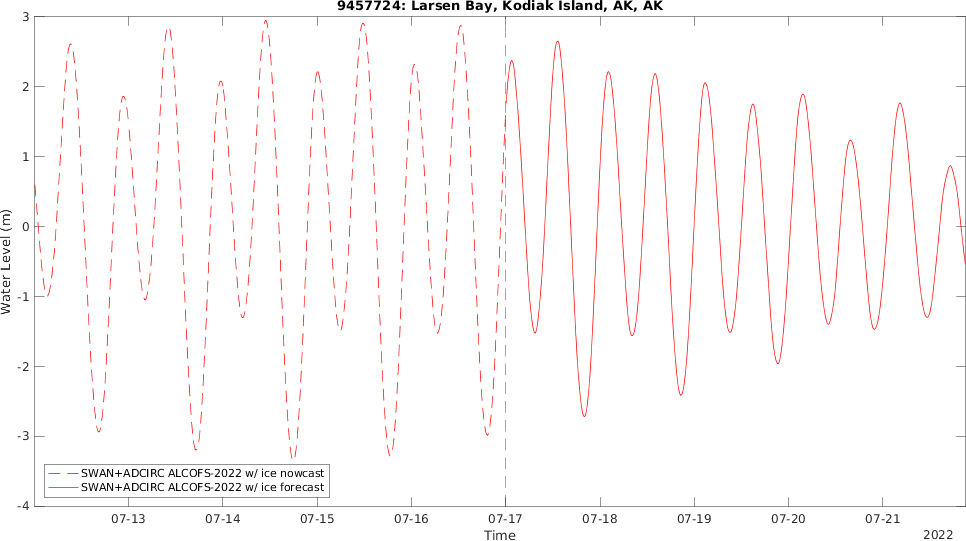 9457724: Larsen Bay, Kodiak Island, AK, AK
3
2
1
0
-1
-2
-3
-4
Water Level (m)
SWAN+ADCIRC ALCOFS-2022 w/ ice nowcast
SWAN+ADCIRC ALCOFS-2022 w/ ice forecast
07-13 07-14 07-15 07-16 07-17 07-18 07-19 07-20 07-21
Time
2022